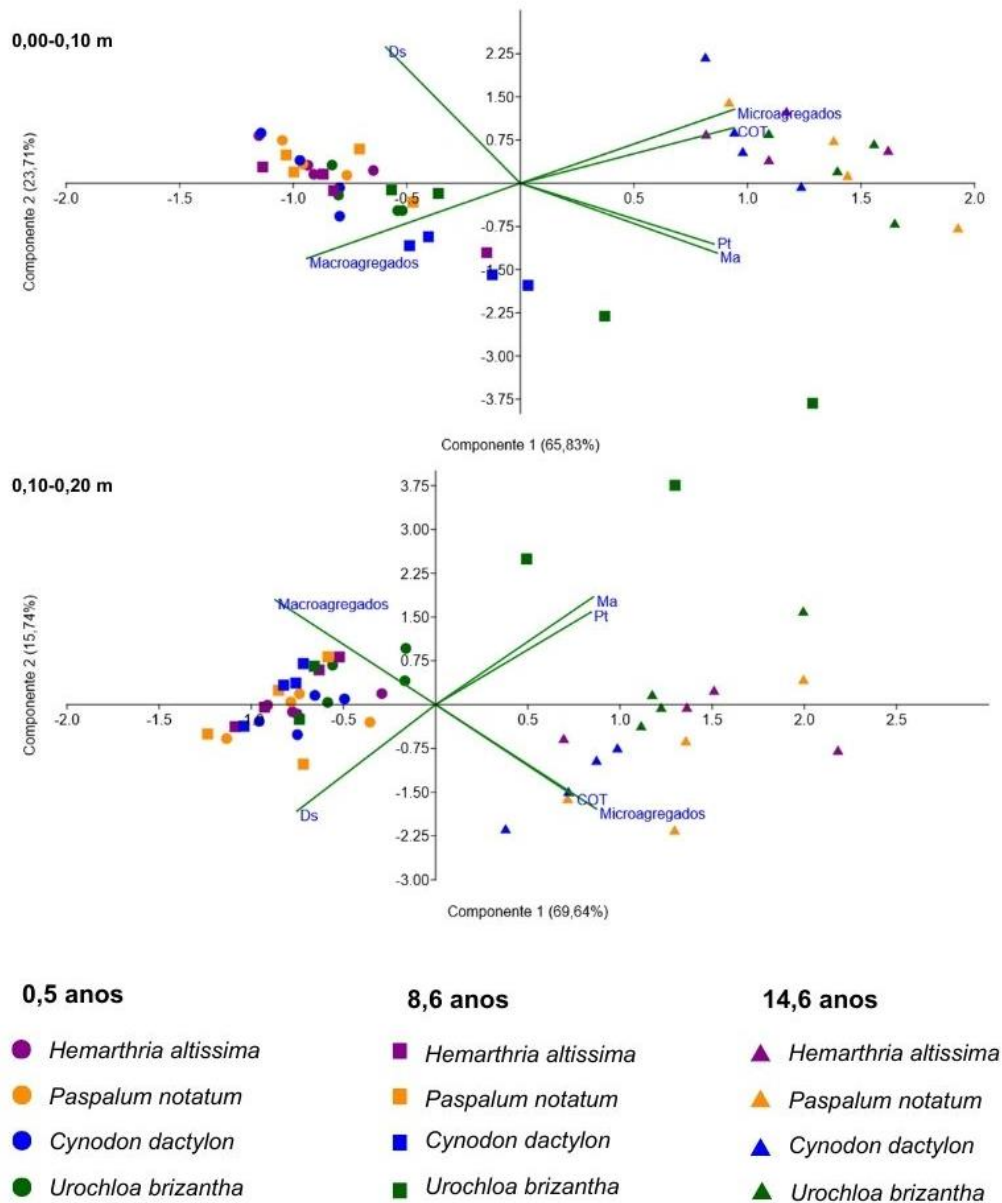 0,00-0,10 m
Componente 2 (23,71%)
2.25
1.50
0.75
-0.75
-1.50
-2.25
-3.00
-3.75
-2.0
-1.5
-1.0
-0.5
0.5
1.0
1.5
2.0
Ds
Microagregados
COT
Pt
Ma
Macroagregados
Componente 1 (65,83%)
0,10-0,20 m
Componente 2 (15,74%)
3.75
3.00
2.25
1.50
0.75
-0.75
-1.50
-2.25
-3.00
-2.0
-1.5
-1.0
-0.5
0.5
1.0
1.5
2.0
2.5
Macroagregados
Ma
Pt
Ds
COT
Microagregados
Componente 1 (69,64%)
0,5 anos
Hemarthria altissima
Paspalum notatum
Cynodon dactylon
Urochloa brizantha
8,6 anos
Hemarthria altissima
Paspalum notatum
Cynodon dactylon
Urochloa brizantha
14,6 anos
Hemarthria altissima
Paspalum notatum
Cynodon dactylon
Urochloa brizantha